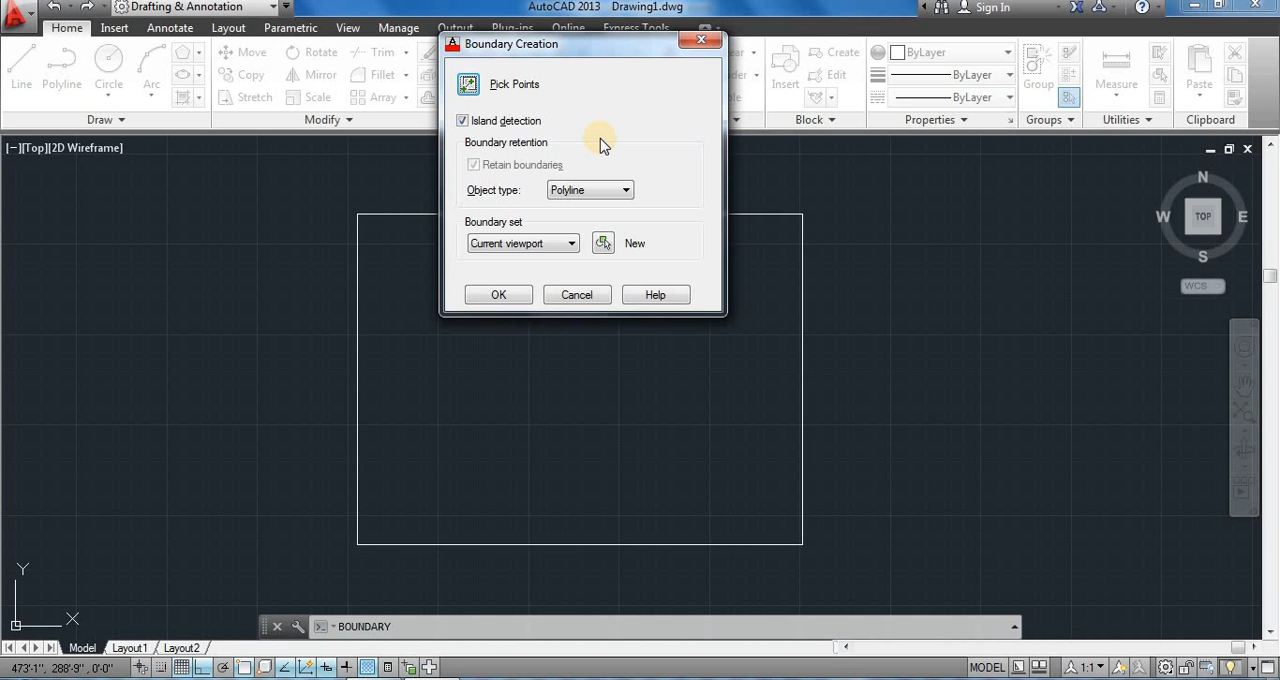 Drafting & Annotation
AutoCAD 2013 Drawing1.dwg
Sign In
Home Insert Annotate Layout Parametric View Manage Output Plug-ins Online Express Tools
Line Polyline Circle Arc
Move Rotate Trim
Copy Mirror Fillet
Stretch Scale Array
Insert
Create
Edit
ByLayer
ByLayer
ByLayer
Group
Measure
Paste
Draw
Modify
Block
Properties
Groups
Utilities
Clipboard
Boundary Creation
Pick Points
Island detection
Boundary retention
Retain boundaries
Object type: Polyline
Boundary set
Current viewport New
OK Cancel Help
[−][Top][2D Wireframe]
N
W TOP E
S
WCS
Y
X
BOUNDARY
Model Layout1 Layout2
473'-1", 288'-9", 0'-0"
MODEL
1:1